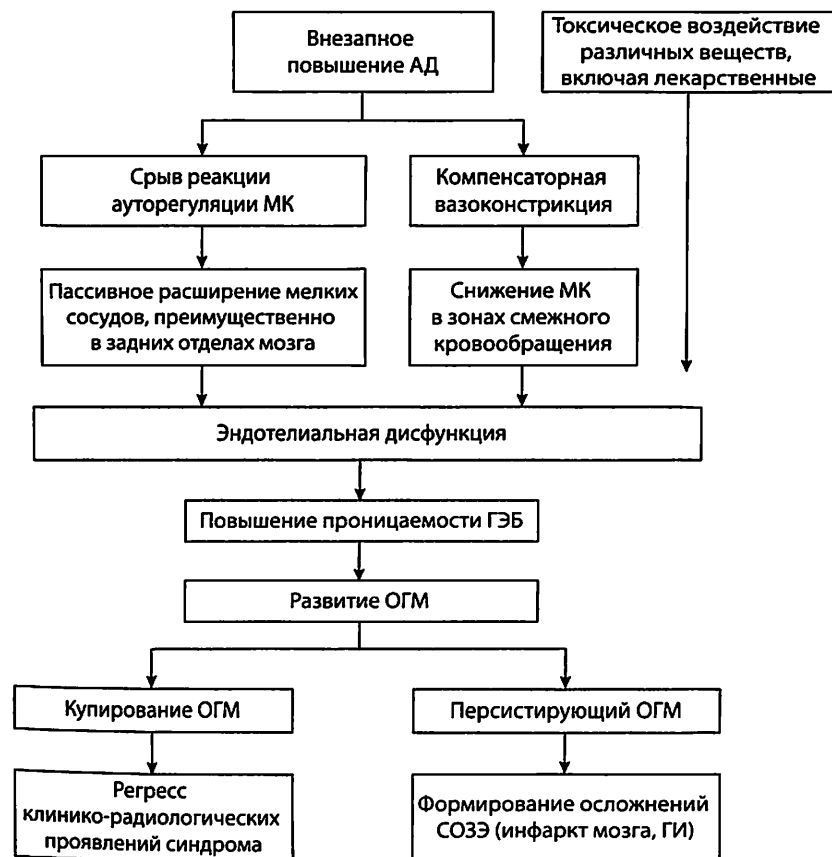 Внезапное
повышение АД
Токсическое воздействие
различных веществ,
включая лекарственные
Срыв реакции
ауторегуляции МК
Компенсаторная
вазоконстрикция
Пассивное расширение мелких
сосудов, преимущественно
в задних отделах мозга
Снижение МК
в зонах смежного
кровообращения
Эндотелиальная дисфункция
Повышение проницаемости ГЭБ
Развитие ОГМ
Купирование ОГМ
Персистирующий ОГМ
Регресс
клинико-радиологических
проявлений синдрома
Формирование осложнений
СОЗЭ (инфаркт мозга, ГИ)